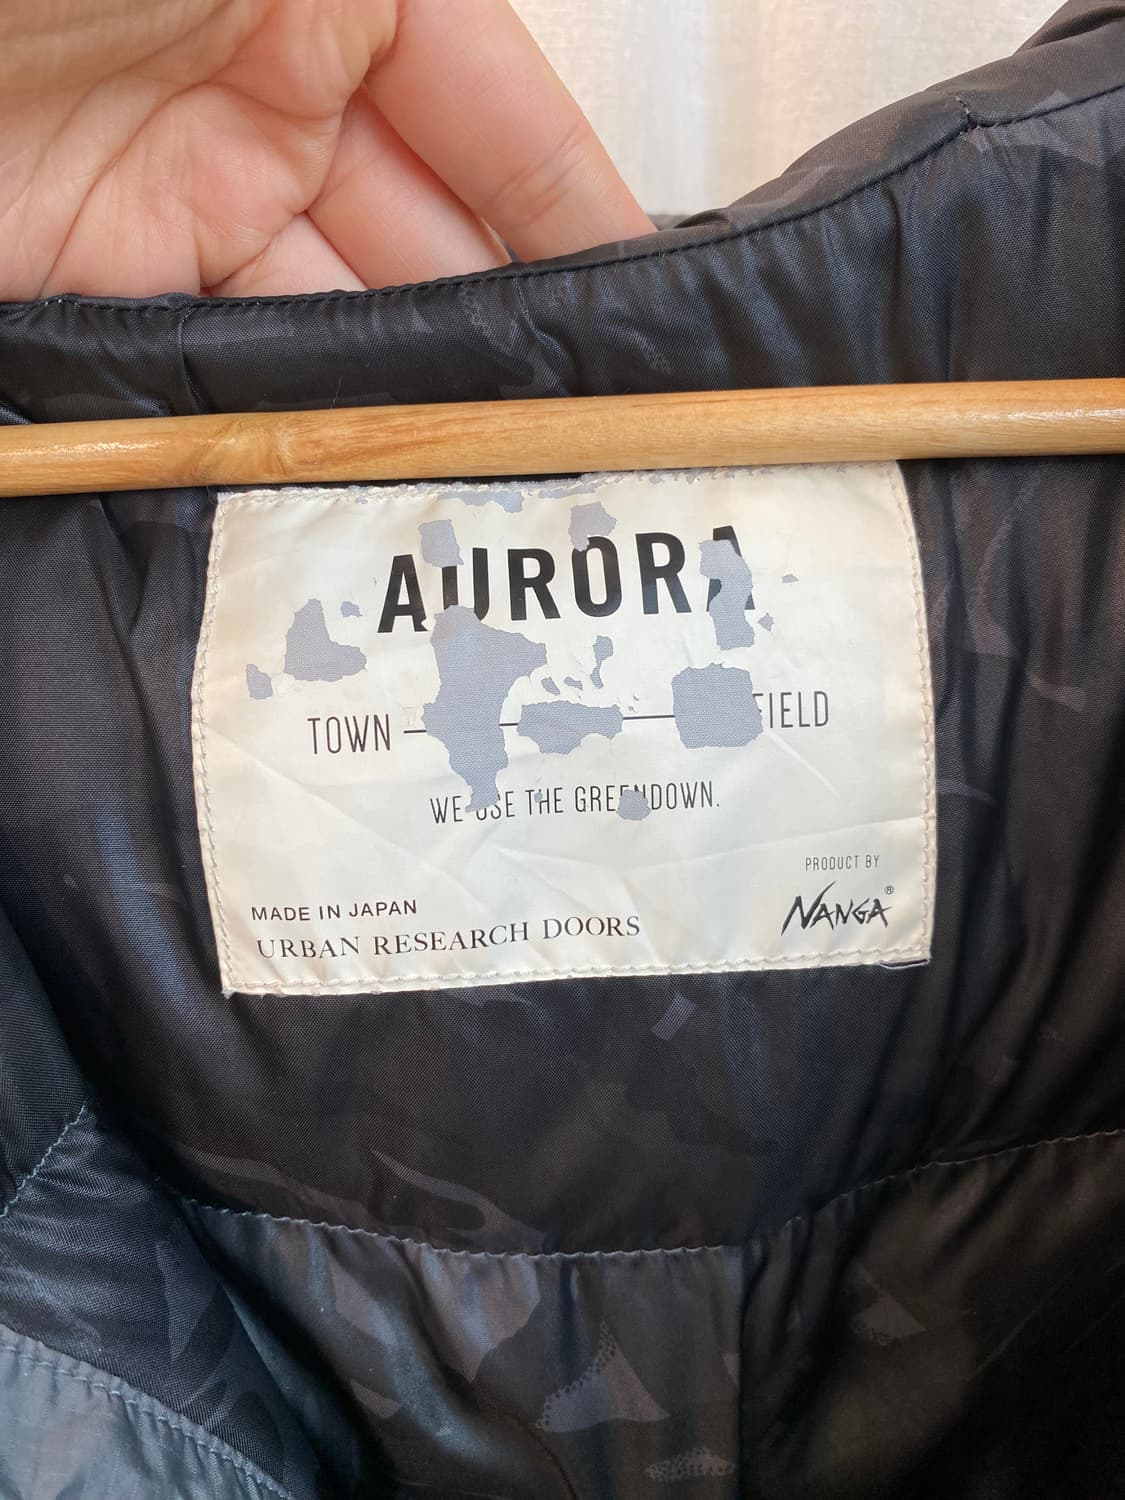 AURORA
TOWN FIELD
WE USE THE GREENDOWN.
PRODUCT BY
NANGA®
MADE IN JAPAN
URBAN RESEARCH DOORS